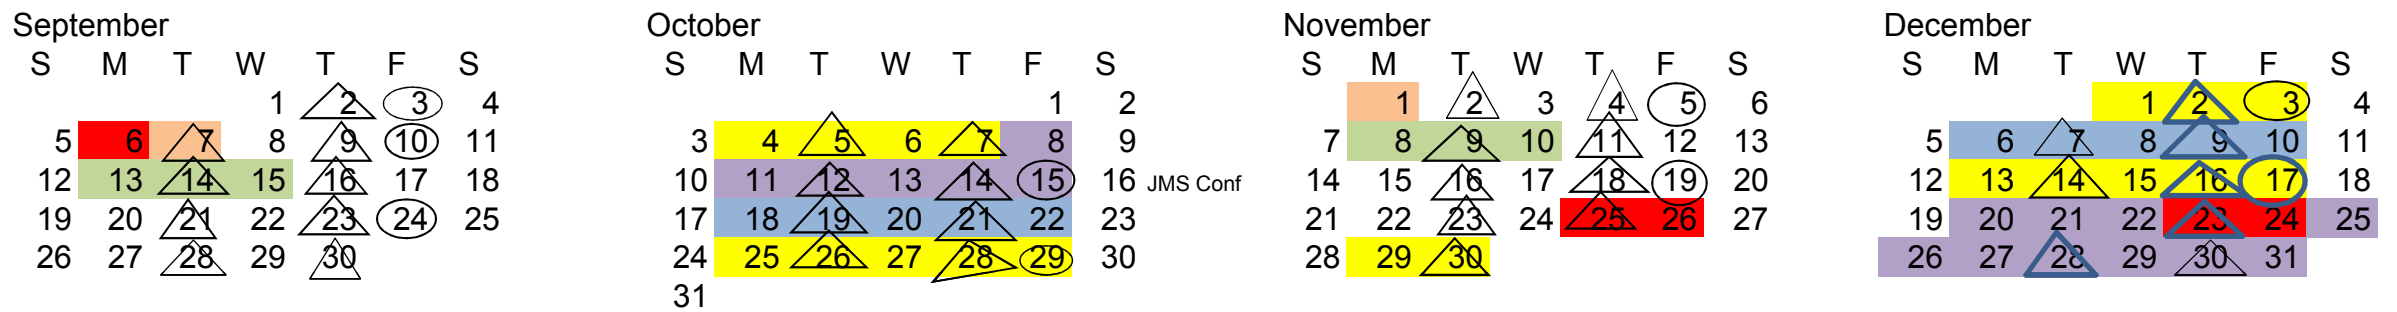 September October November December
S M T W T F S S M T W T F S S M T W T F S S M T W T F S
1 2 3 4 1 2 1 2 3 4 5 6 1 2 3 4
5 6 7 8 9 10 11 3 4 5 6 7 8 9 7 8 9 10 11 12 13 5 6 7 8 9 10 11
12 13 14 15 16 17 18 10 11 12 13 14 15 16 JMS Conf 14 15 16 17 18 19 20 12 13 14 15 16 17 18
19 20 21 22 23 24 25 17 18 19 20 21 22 23 21 22 23 24 25 26 27 19 20 21 22 23 24 25
26 27 28 29 30 24 25 26 27 28 29 30 28 29 30 26 27 28 29 30 31
31